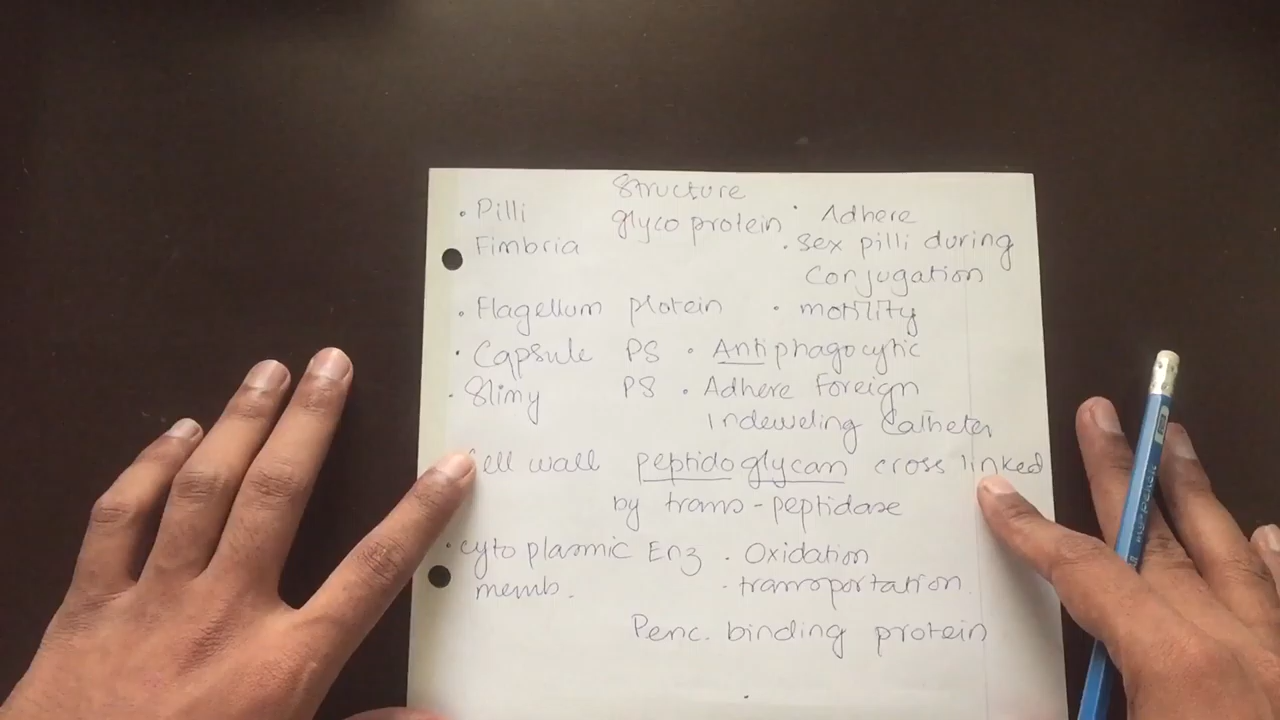 Structure
• Pilli glyco protein • Adhere
Fimbria • sex pilli during
Conjugation
• Flagellum protein • motility
• Capsule PS • Antiphagocytic
• Slimy PS • Adhere Foreign
Indeweling Catheter
Cell wall peptidoglycan cross linked
by trans-peptidase
• cyto plasmic Enz • Oxidation
memb. • transportation.
Penc. binding protein